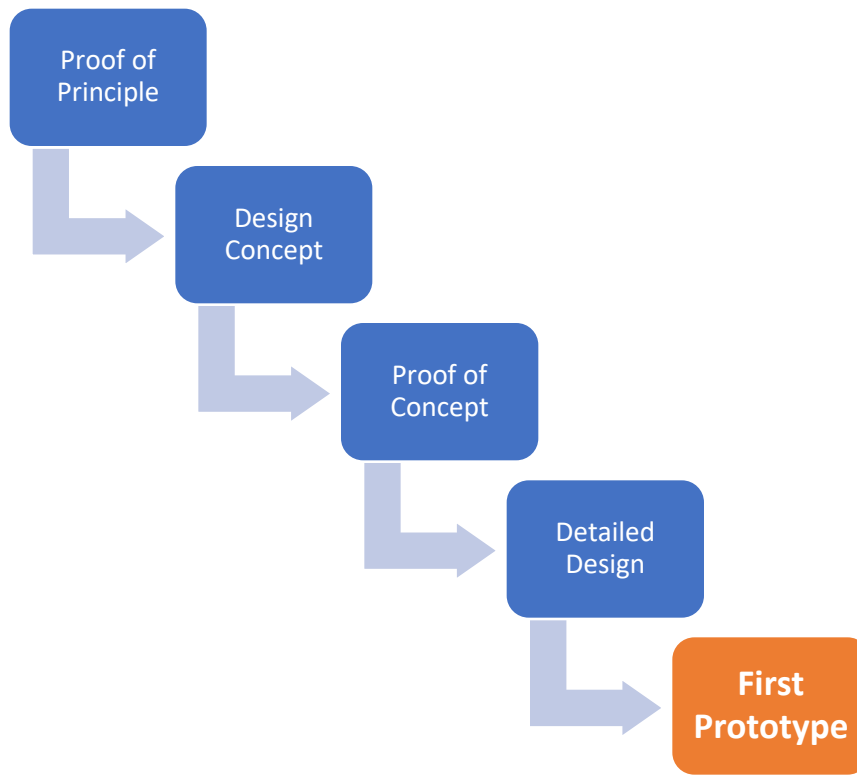 Proof of
Principle
Design
Concept
Proof of
Concept
Detailed
Design
First
Prototype